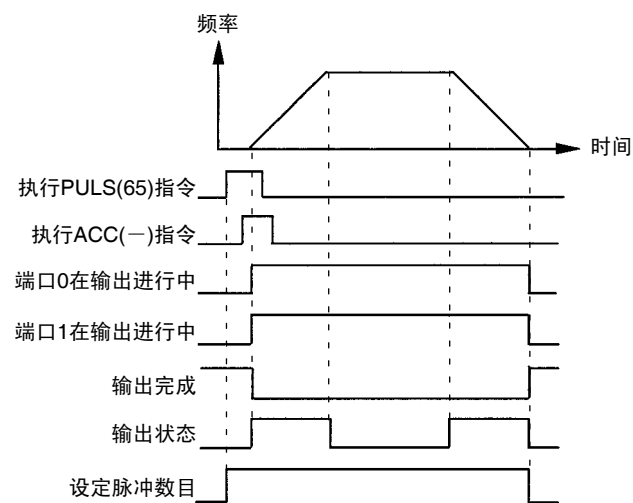 频率
时间
执行PULS(65)指令
执行ACC(—)指令
端口0在输出进行中
端口1在输出进行中
输出完成
输出状态
设定脉冲数目